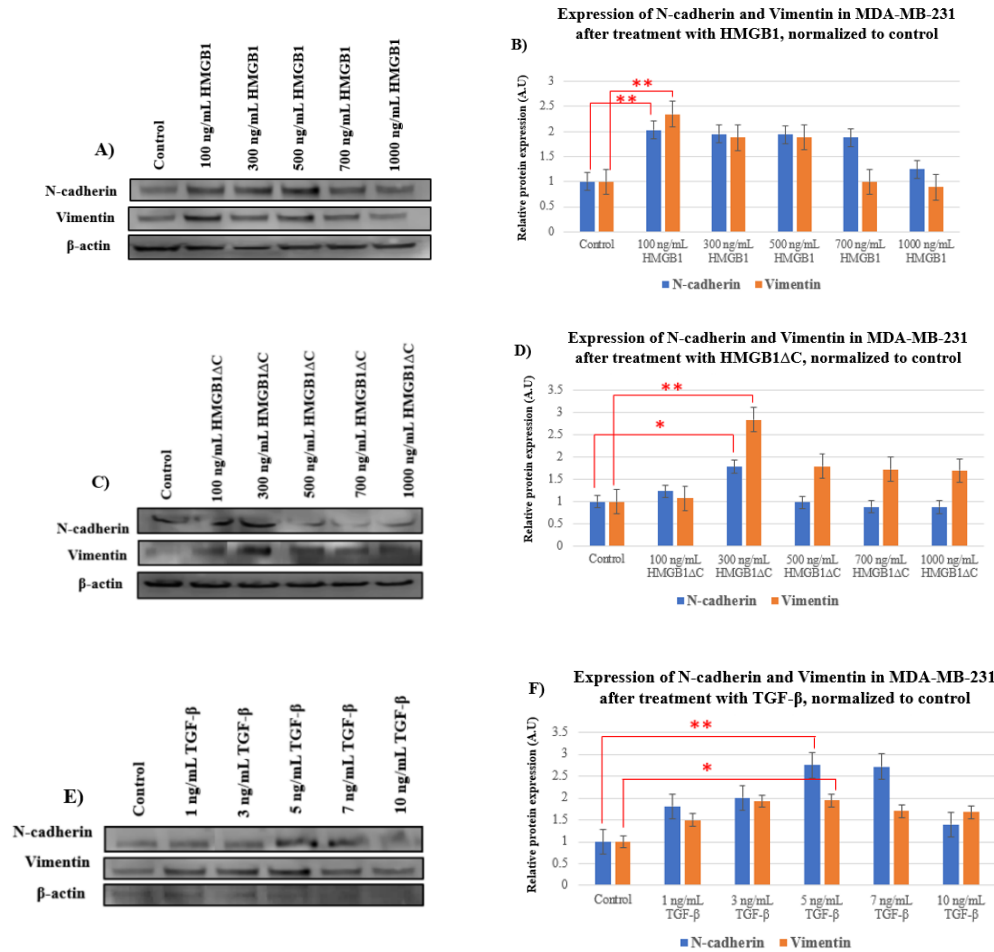 A)
Control
100 ng/mL HMGB1
300 ng/mL HMGB1
500 ng/mL HMGB1
700 ng/mL HMGB1
1000 ng/mL HMGB1
N-cadherin
Vimentin
β-actin
Expression of N-cadherin and Vimentin in MDA-MB-231
after treatment with HMGB1, normalized to control
B)
Relative protein expression (A.U)
3
2.5
2
1.5
1
0.5
0
**
**
Control
100 ng/mL
HMGB1
300 ng/mL
HMGB1
500 ng/mL
HMGB1
700 ng/mL
HMGB1
1000 ng/mL
HMGB1
N-cadherin
Vimentin
C)
Control
100 ng/mL HMGB1ΔC
300 ng/mL HMGB1ΔC
500 ng/mL HMGB1ΔC
700 ng/mL HMGB1ΔC
1000 ng/mL HMGB1ΔC
N-cadherin
Vimentin
β-actin
D)
Expression of N-cadherin and Vimentin in MDA-MB-231
after treatment with HMGB1ΔC, normalized to control
Relative protein expression (A.U)
3.5
3
2.5
2
1.5
1
0.5
0
**
*
Control
100 ng/mL
HMGB1ΔC
300 ng/mL
HMGB1ΔC
500 ng/mL
HMGB1ΔC
700 ng/mL
HMGB1ΔC
1000 ng/mL
HMGB1ΔC
N-cadherin
Vimentin
E)
Control
1 ng/mL TGF-β
3 ng/mL TGF-β
5 ng/mL TGF-β
7 ng/mL TGF-β
10 ng/mL TGF-β
N-cadherin
Vimentin
β-actin
Expression of N-cadherin and Vimentin in MDA-MB-231
F)
after treatment with TGF-β, normalized to control
Relative protein expression (A.U)
3.5
3
2.5
2
1.5
1
0.5
0
**
*
Control
1 ng/mL
TGF-β
3 ng/mL
TGF-β
5 ng/mL
TGF-β
7 ng/mL
TGF-β
10 ng/mL
TGF-β
N-cadherin
Vimentin